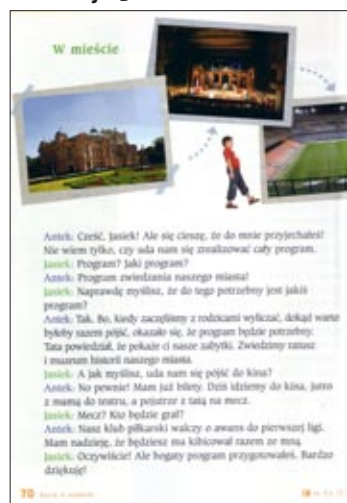 W mieście
Antek: Cześć, Jasiek! Ale się cieszę, że do mnie przyjechałeś!
Nie wiem tylko, czy uda nam się zrealizować cały program.
Jasiek: Program? Jaki program?
Antek: Program zwiedzania naszego miasta!
Jasiek: Naprawdę myślisz, że do tego potrzebny jest jakiś
program?
Antek: Tak. Bo, kiedy zaczęliśmy z rodzicami wyliczać, dokąd warto
byłoby razem pójść, okazało się, że program będzie potrzebny.
Tata powiedział, że pokaże ci nasze zabytki. Zwiedzimy ratusz
i muzeum historii naszego miasta.
Jasiek: A jak myślisz, uda nam się pójść do kina?
Antek: No pewnie! Mam już bilety. Dziś idziemy do kina, jutro
z mamą do teatru, a pojutrze z tatą na mecz.
Jasiek: Mecz? Kto będzie grał?
Antek: Nasz klub piłkarski walczy o awans do pierwszej ligi.
Mam nadzieję, że będziesz mu kibicował razem ze mną.
Jasiek: Oczywiście! Ale bogaty program przygotowałeś. Bardzo
dziękuję!
70